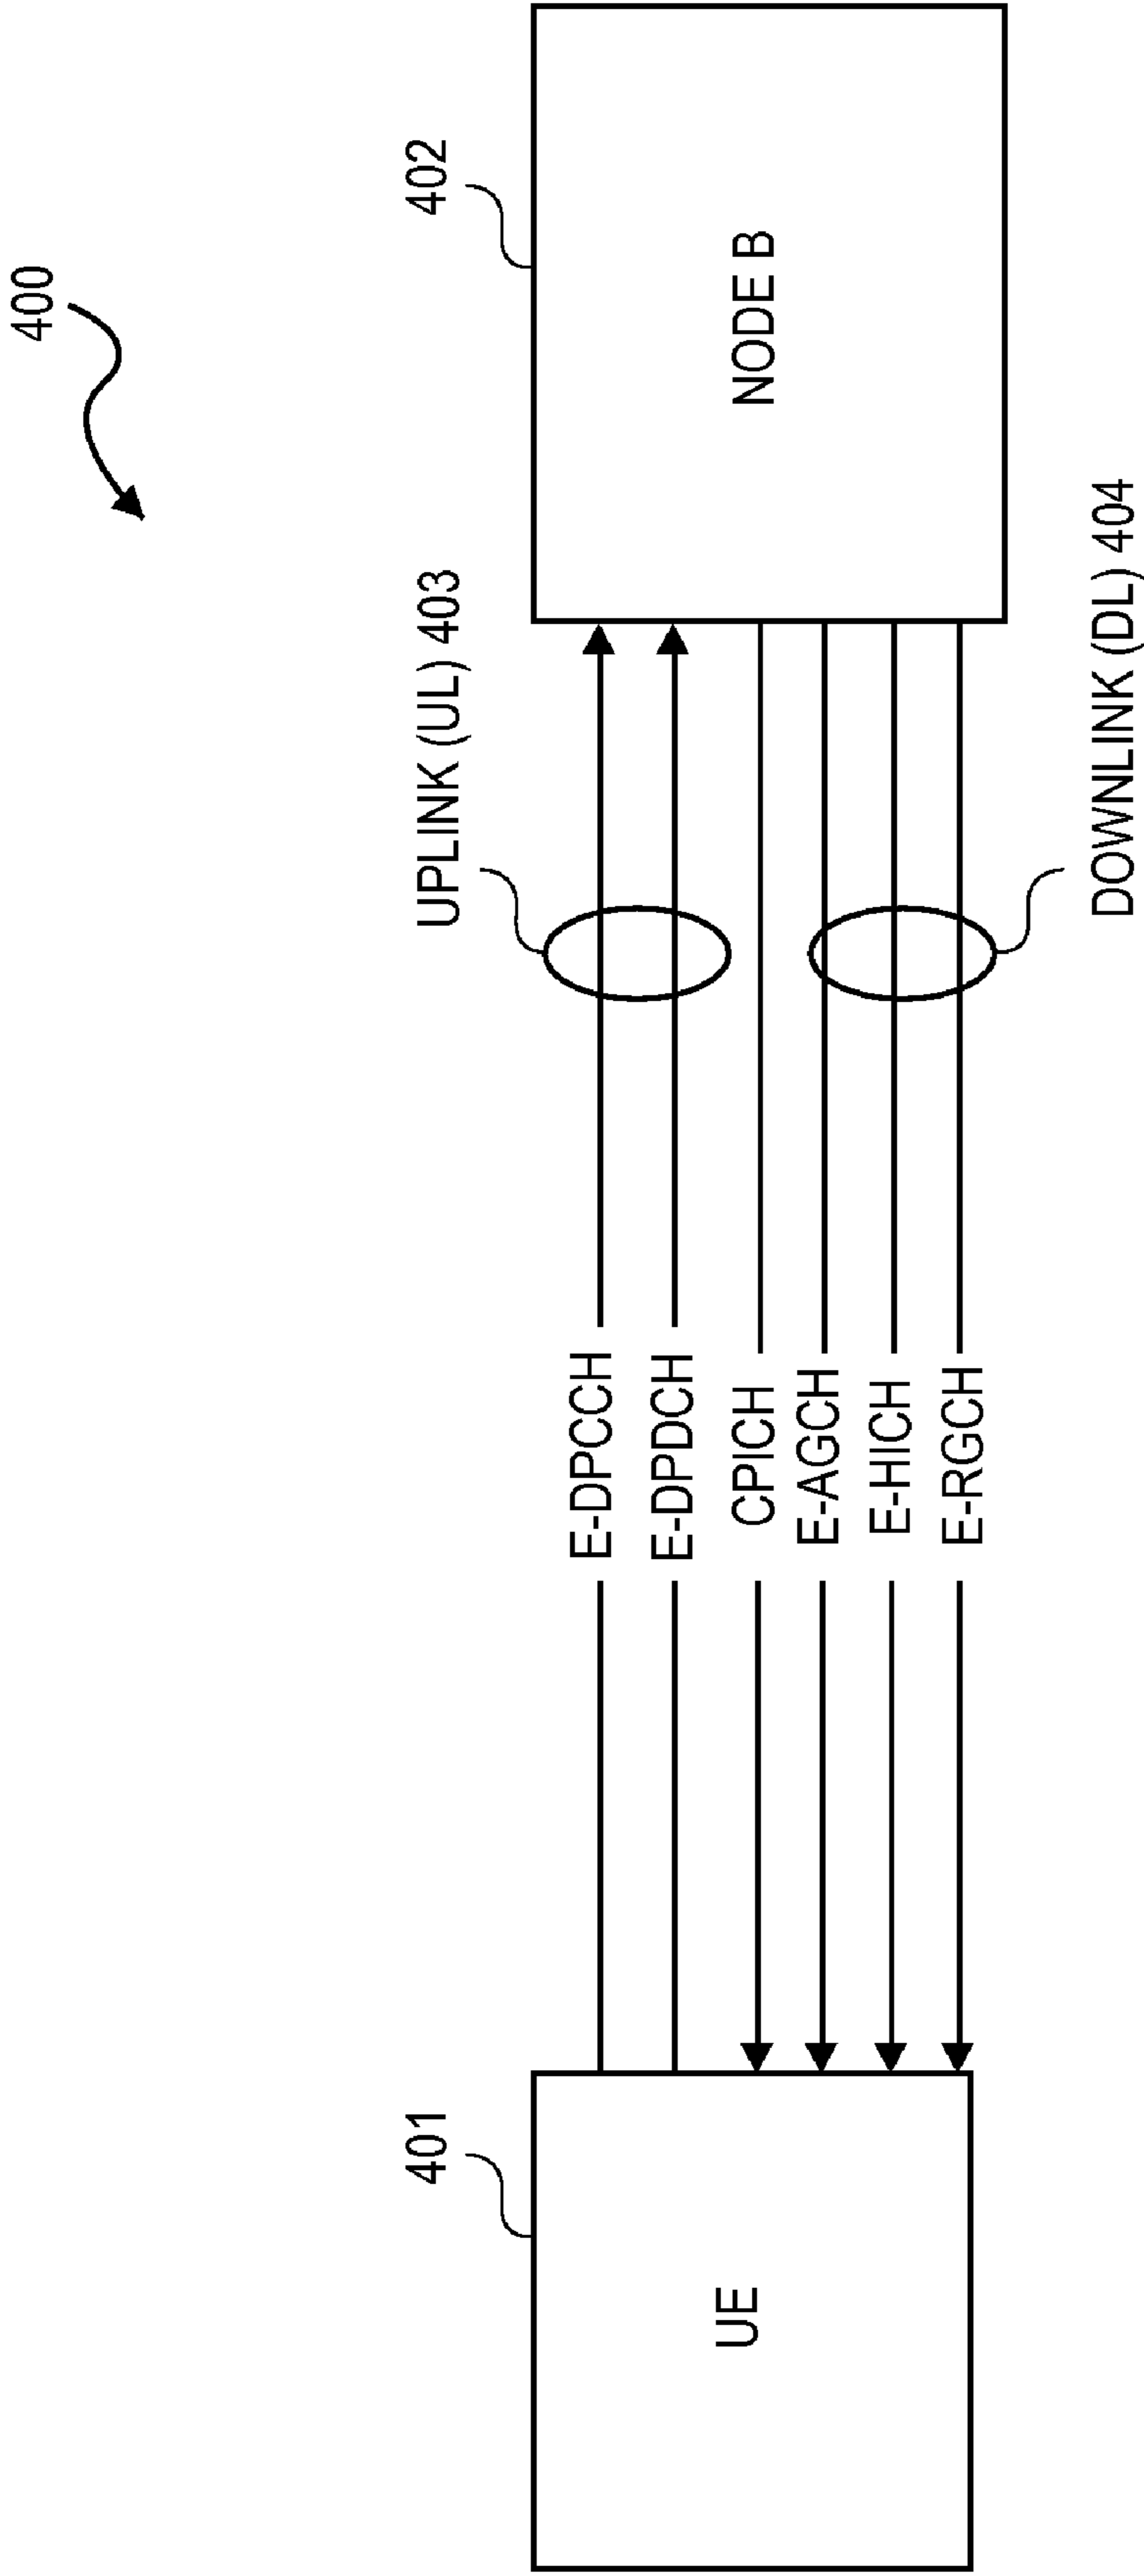 400
401
402
UPLINK (UL) 403
E-DPCCH
E-DPDCH
CPICH
E-AGCH
E-HICH
E-RGCH
UE
NODE B
DOWNLINK (DL) 404